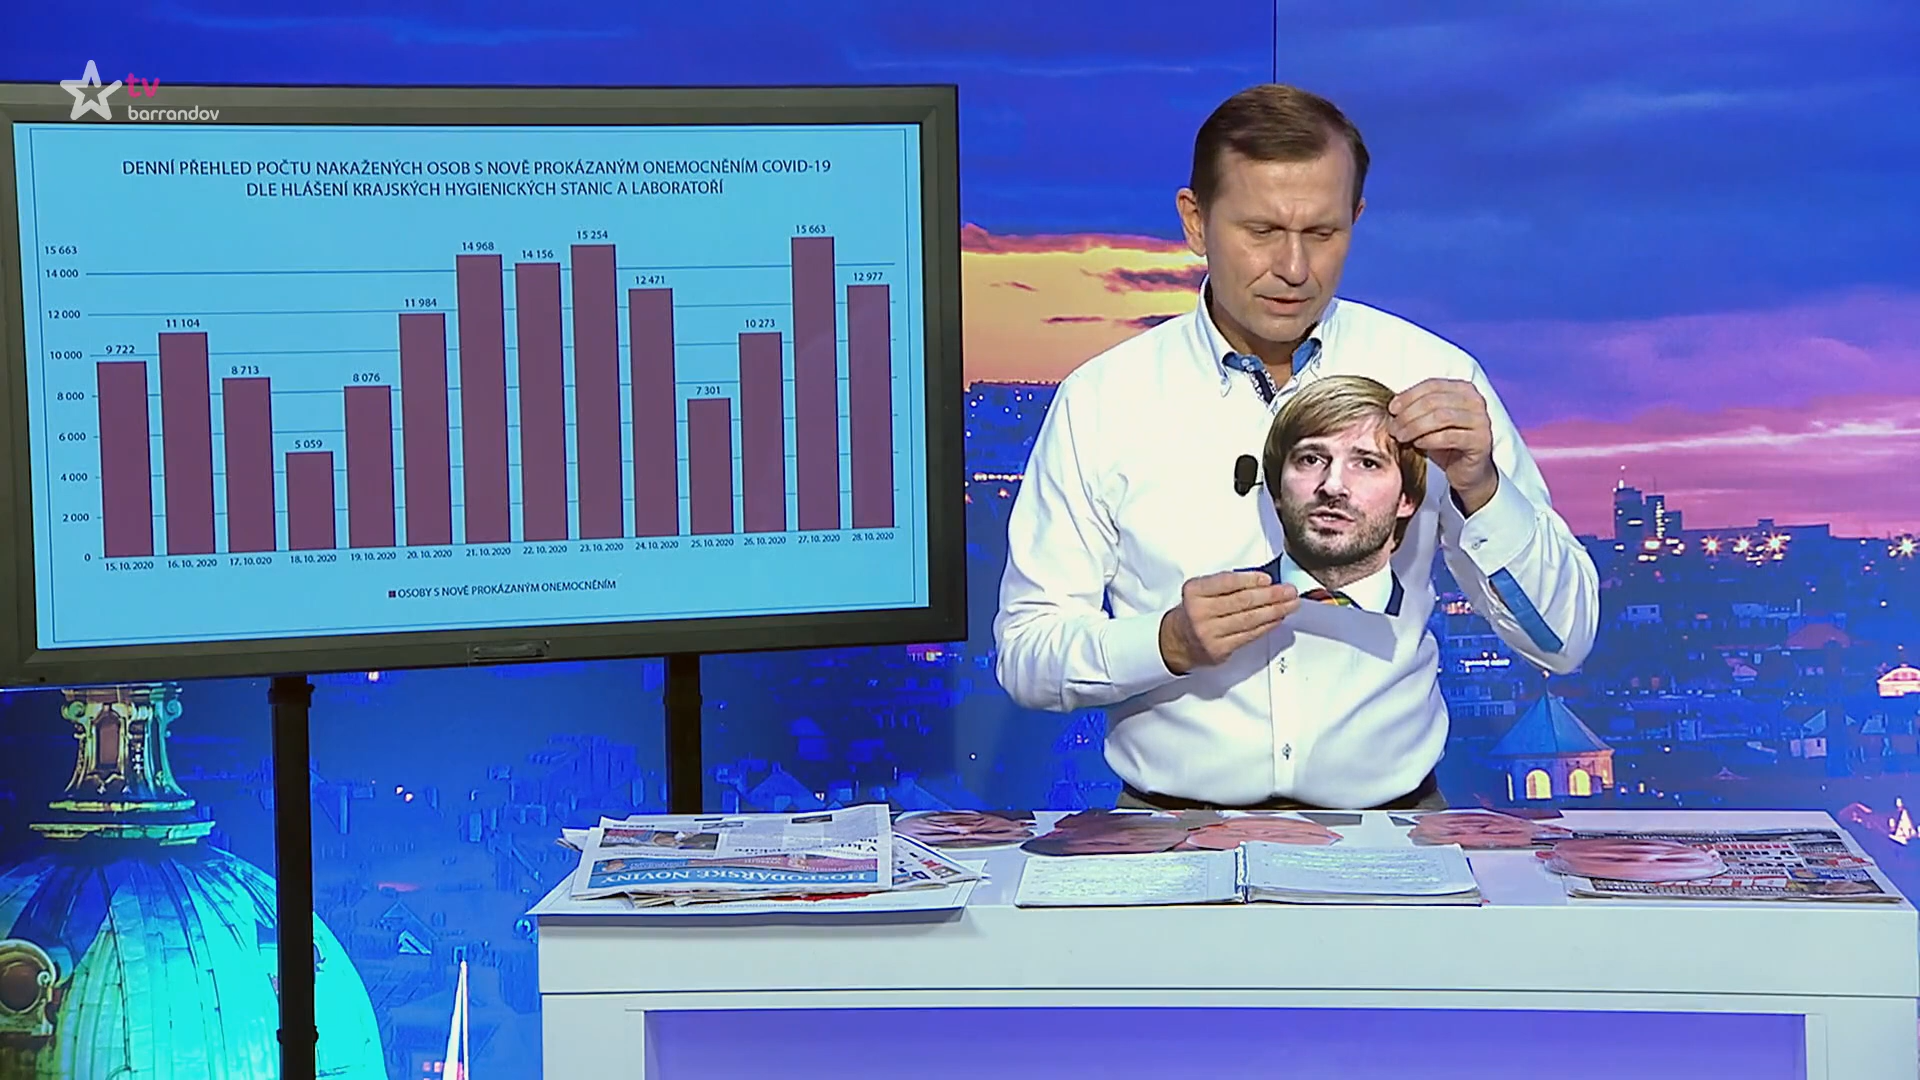 tv
barrandov
DENNÍ PŘEHLED POČTU NAKAŽENÝCH OSOB S NOVĚ PROKÁZANÝM ONEMOCNĚNÍM COVID-19
DLE HLÁŠENÍ KRAJSKÝCH HYGIENICKÝCH STANIC A LABORATOŘÍ
15 663
14 000
12 000
10 000
8 000
6 000
4 000
2 000
0
9 722
11 104
8 713
5 059
8 076
11 984
14 968
14 156
15 254
12 471
7 301
10 273
15 663
12 977
15. 10. 2020
16. 10. 2020
17. 10. 020
18. 10. 2020
19. 10. 2020
20. 10. 2020
21. 10. 2020
22. 10. 2020
23. 10. 2020
24. 10. 2020
25. 10. 2020
26. 10. 2020
27. 10. 2020
28. 10. 2020
OSOBY S NOVĚ PROKÁZANÝM ONEMOCNĚNÍM
HOSPODÁŘSKÉ NOVINY